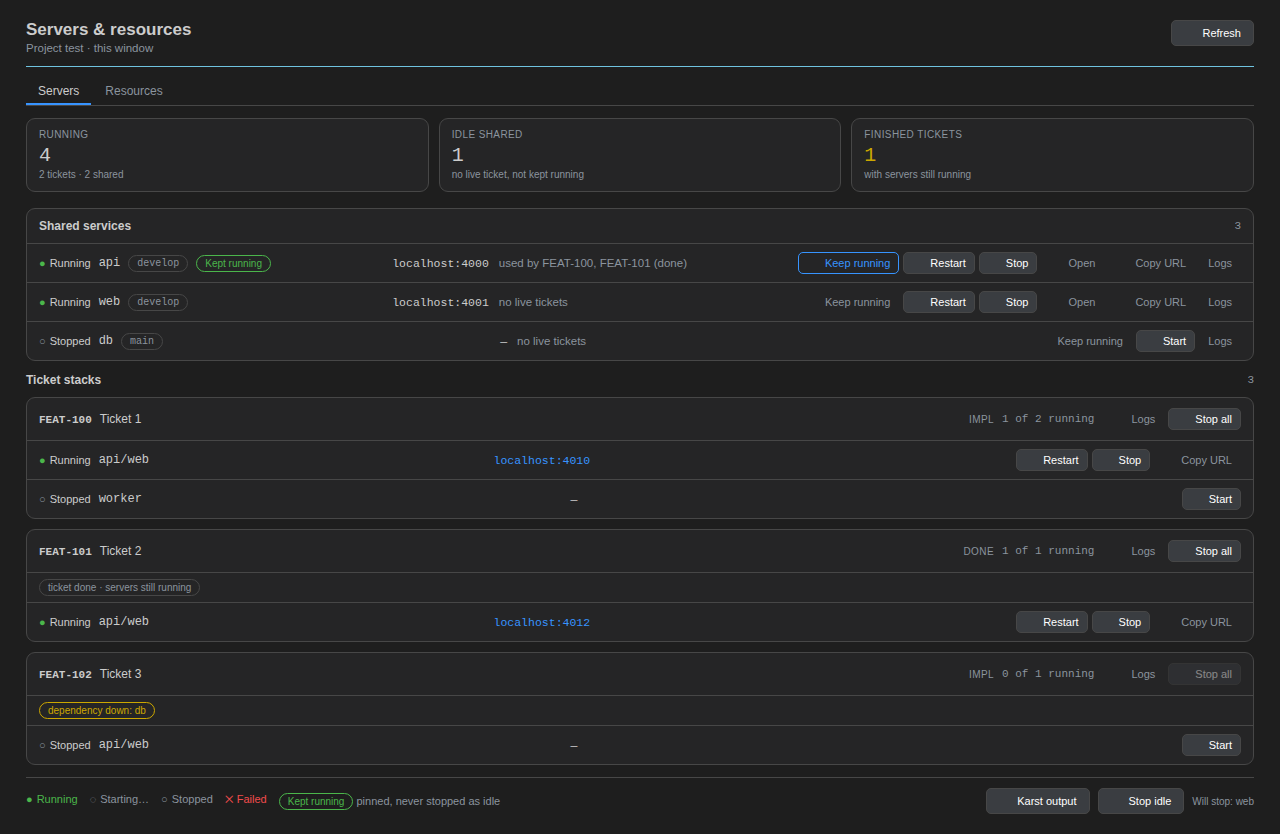 Servers & resources
Project test · this window
Refresh
Servers Resources
RUNNING
4
2 tickets · 2 shared
IDLE SHARED
1
no live ticket, not kept running
FINISHED TICKETS
1
with servers still running
Shared services 3
● Running api develop Kept running localhost:4000 used by FEAT-100, FEAT-101 (done) Keep running Restart Stop Open Copy URL Logs
● Running web develop localhost:4001 no live tickets Keep running Restart Stop Open Copy URL Logs
○ Stopped db main – no live tickets Keep running Start Logs
Ticket stacks 3
FEAT-100 Ticket 1 IMPL 1 of 2 running Logs Stop all
● Running api/web localhost:4010 Restart Stop Copy URL
○ Stopped worker – Start
FEAT-101 Ticket 2 DONE 1 of 1 running Logs Stop all
ticket done · servers still running
● Running api/web localhost:4012 Restart Stop Copy URL
FEAT-102 Ticket 3 IMPL 0 of 1 running Logs Stop all
dependency down: db
○ Stopped api/web – Start
● Running ◌ Starting… ○ Stopped ✕ Failed Kept running pinned, never stopped as idle Karst output Stop idle Will stop: web